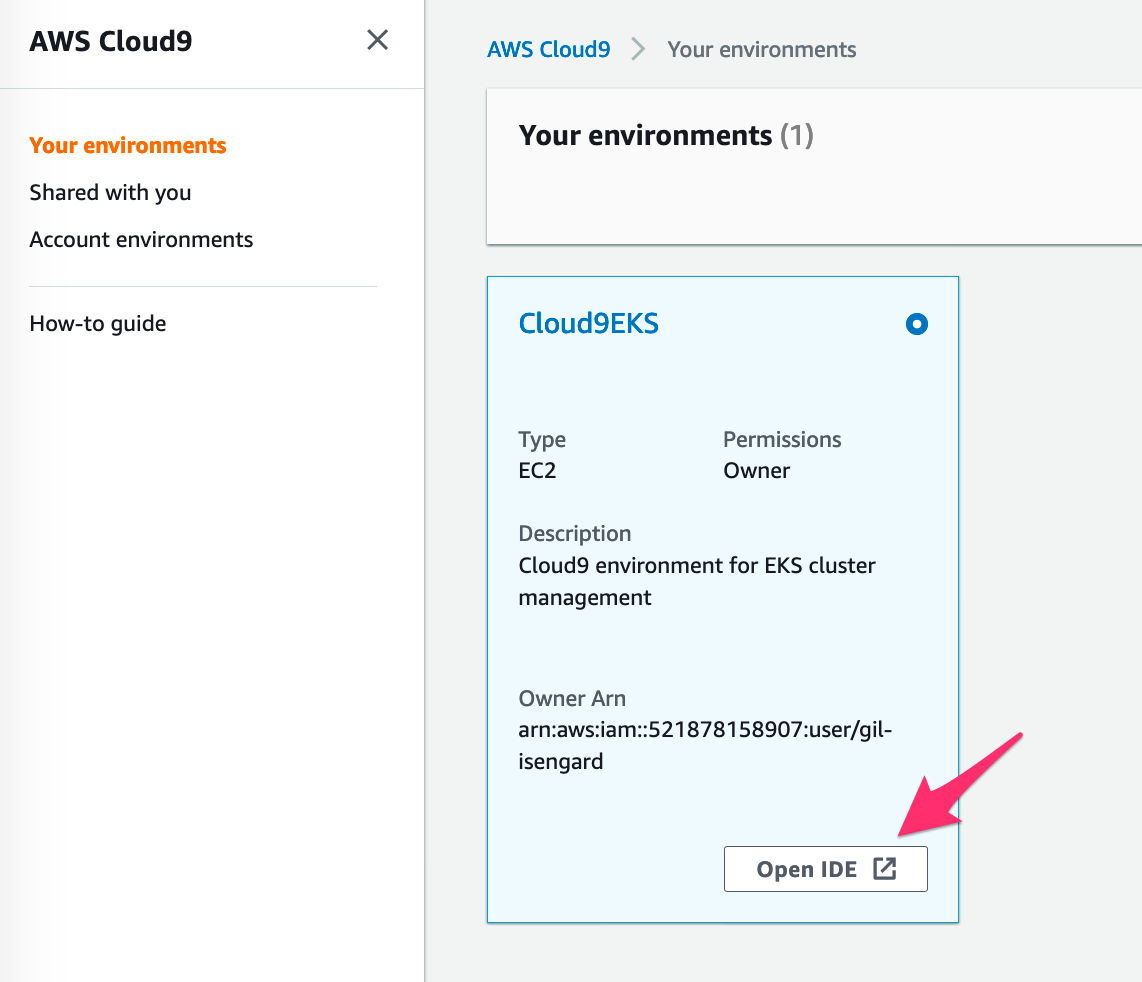 AWS Cloud9
Your environments
Shared with you
Account environments
How-to guide
AWS Cloud9 > Your environments
Your environments (1)
Cloud9EKS
Type
EC2
Permissions
Owner
Description
Cloud9 environment for EKS cluster
management
Owner Arn
arn:aws:iam::521878158907:user/gil-
isengard
Open IDE